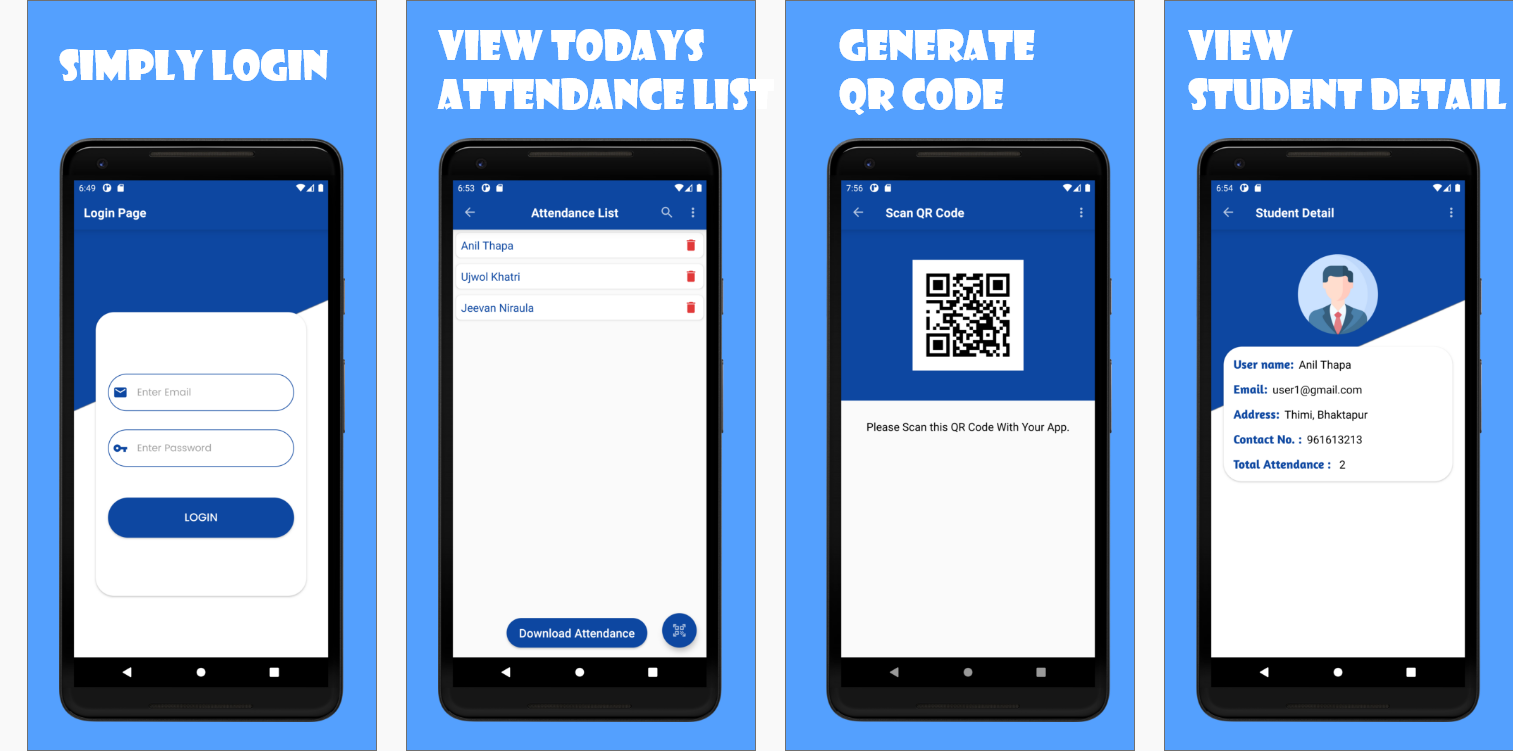 SIMPLY LOGIN
6:49
Login Page
Enter Email
Enter Password
LOGIN
VIEW TODAYS
ATTENDANCE LIST
6:53
Attendance List
Anil Thapa
Ujwol Khatri
Jeevan Niraula
Download Attendance
GENERATE
QR CODE
7:56
Scan QR Code
Please Scan this QR Code With Your App.
VIEW
STUDENT DETAIL
6:54
Student Detail
User name: Anil Thapa
Email: user1@gmail.com
Address: Thimi, Bhaktapur
Contact No. : 961613213
Total Attendance : 2